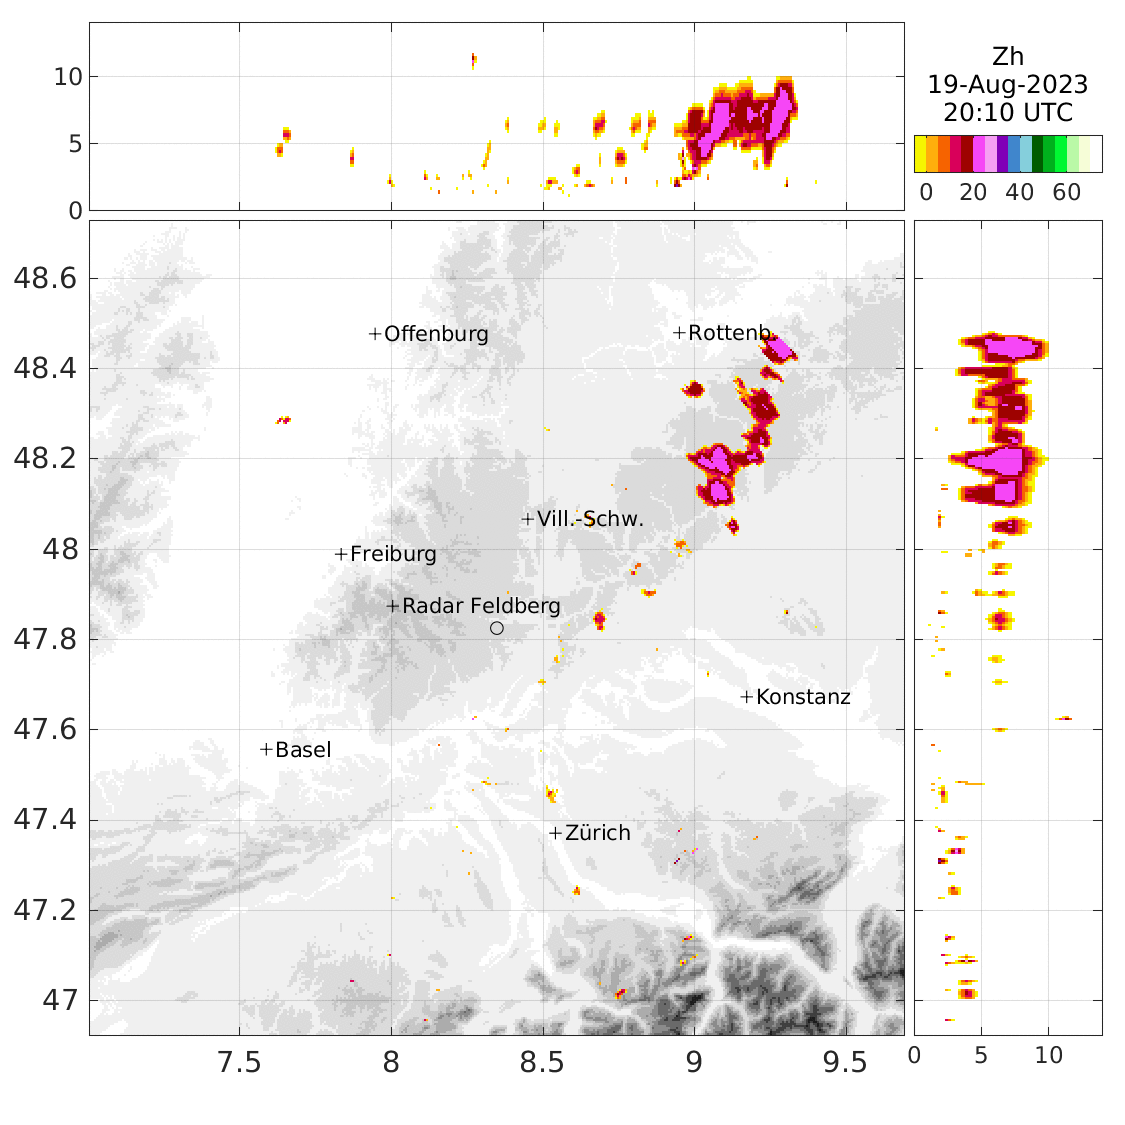 Zh
19-Aug-2023
20:10 UTC
0 20 40 60
10
5
0
48.6
48.4
48.2
48
47.8
47.6
47.4
47.2
47
Offenburg
Rottenb.
Vill.-Schw.
Freiburg
Radar Feldberg
Konstanz
Basel
Zürich
7.5 8 8.5 9 9.5
0 5 10